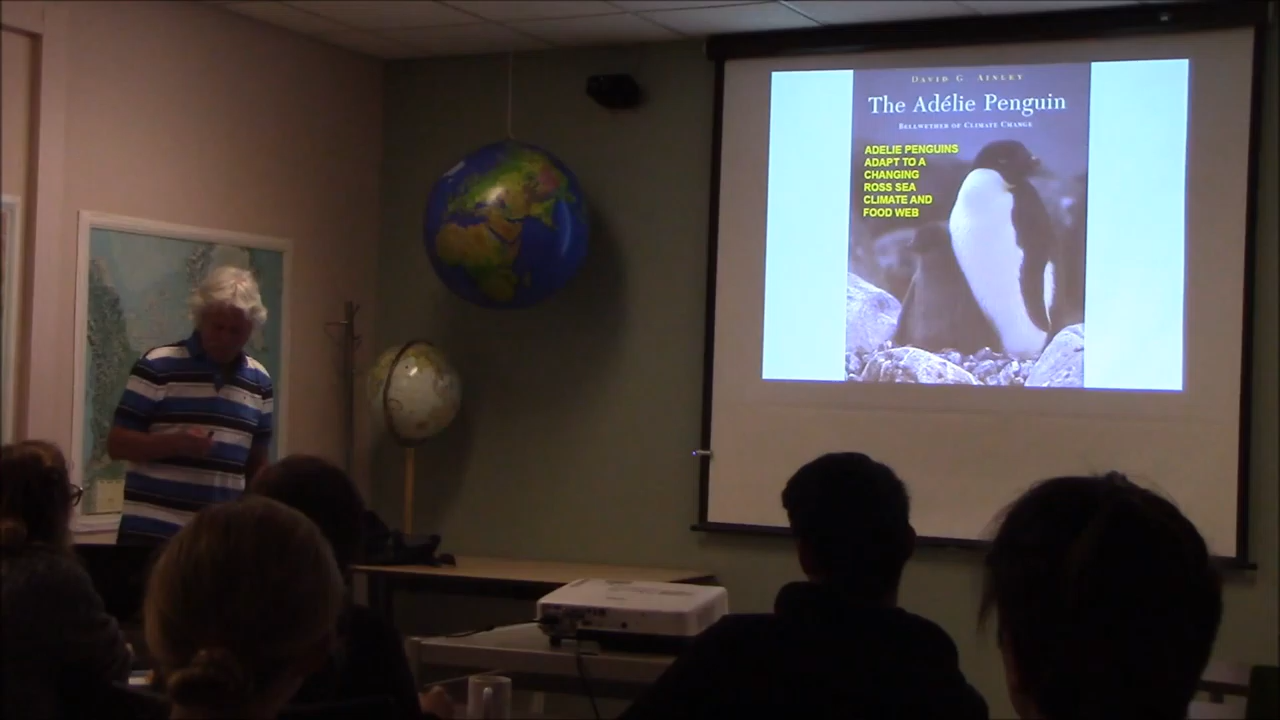 DAVID G. AINLEY
The Adélie Penguin
BELLWETHER OF CLIMATE CHANGE
ADELIE PENGUINS
ADAPT TO A
CHANGING
ROSS SEA
CLIMATE AND
FOOD WEB